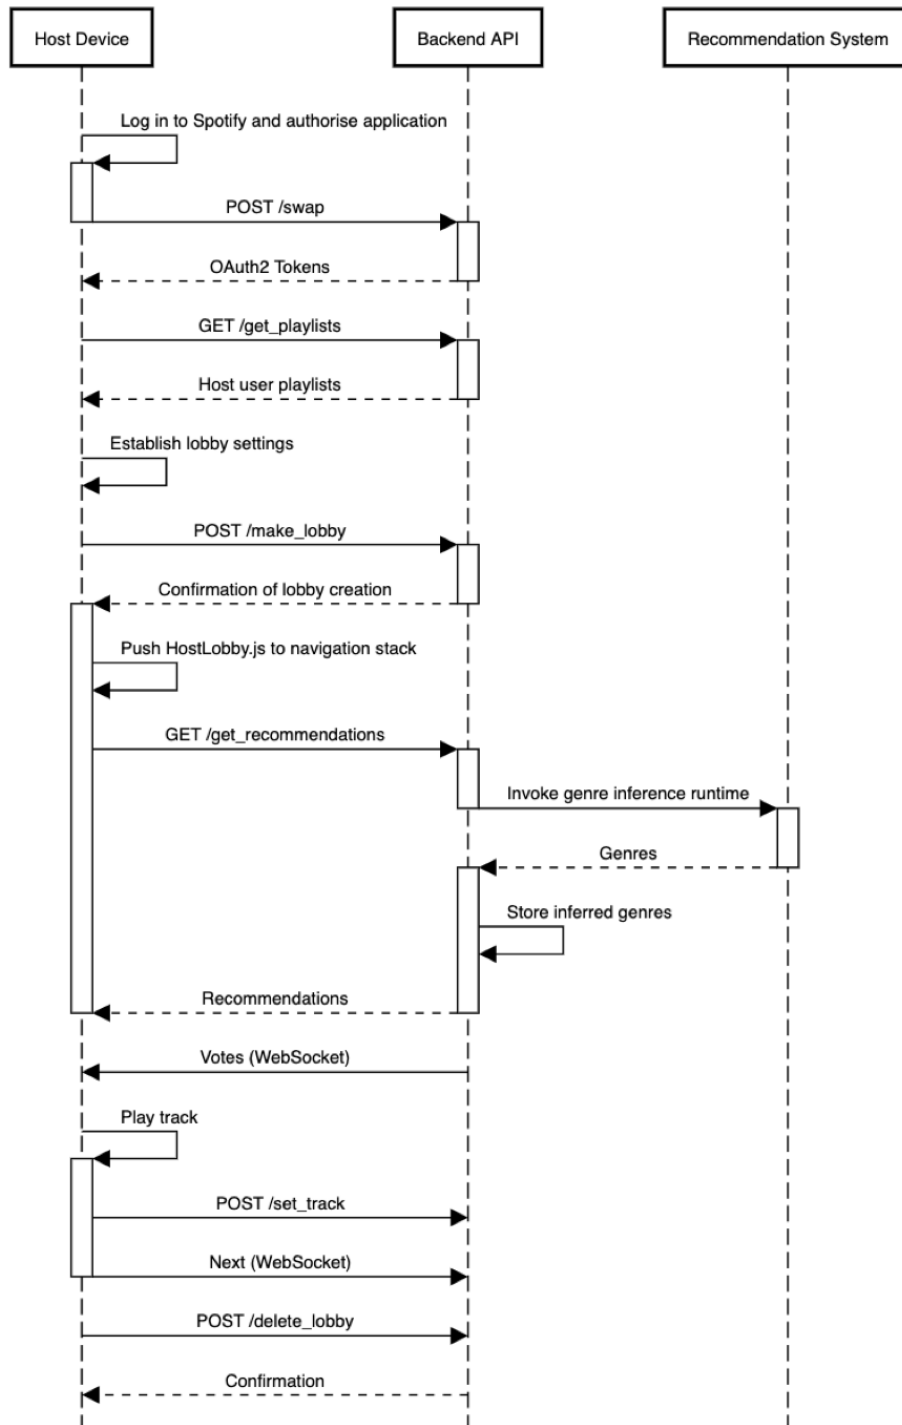 Host Device
Backend API
Recommendation System
Log in to Spotify and authorise application
POST /swap
OAuth2 Tokens
GET /get_playlists
Host user playlists
Establish lobby settings
POST /make_lobby
Confirmation of lobby creation
Push HostLobby.js to navigation stack
GET /get_recommendations
Invoke genre inference runtime
Genres
Store inferred genres
Recommendations
Votes (WebSocket)
Play track
POST /set_track
Next (WebSocket)
POST /delete_lobby
Confirmation